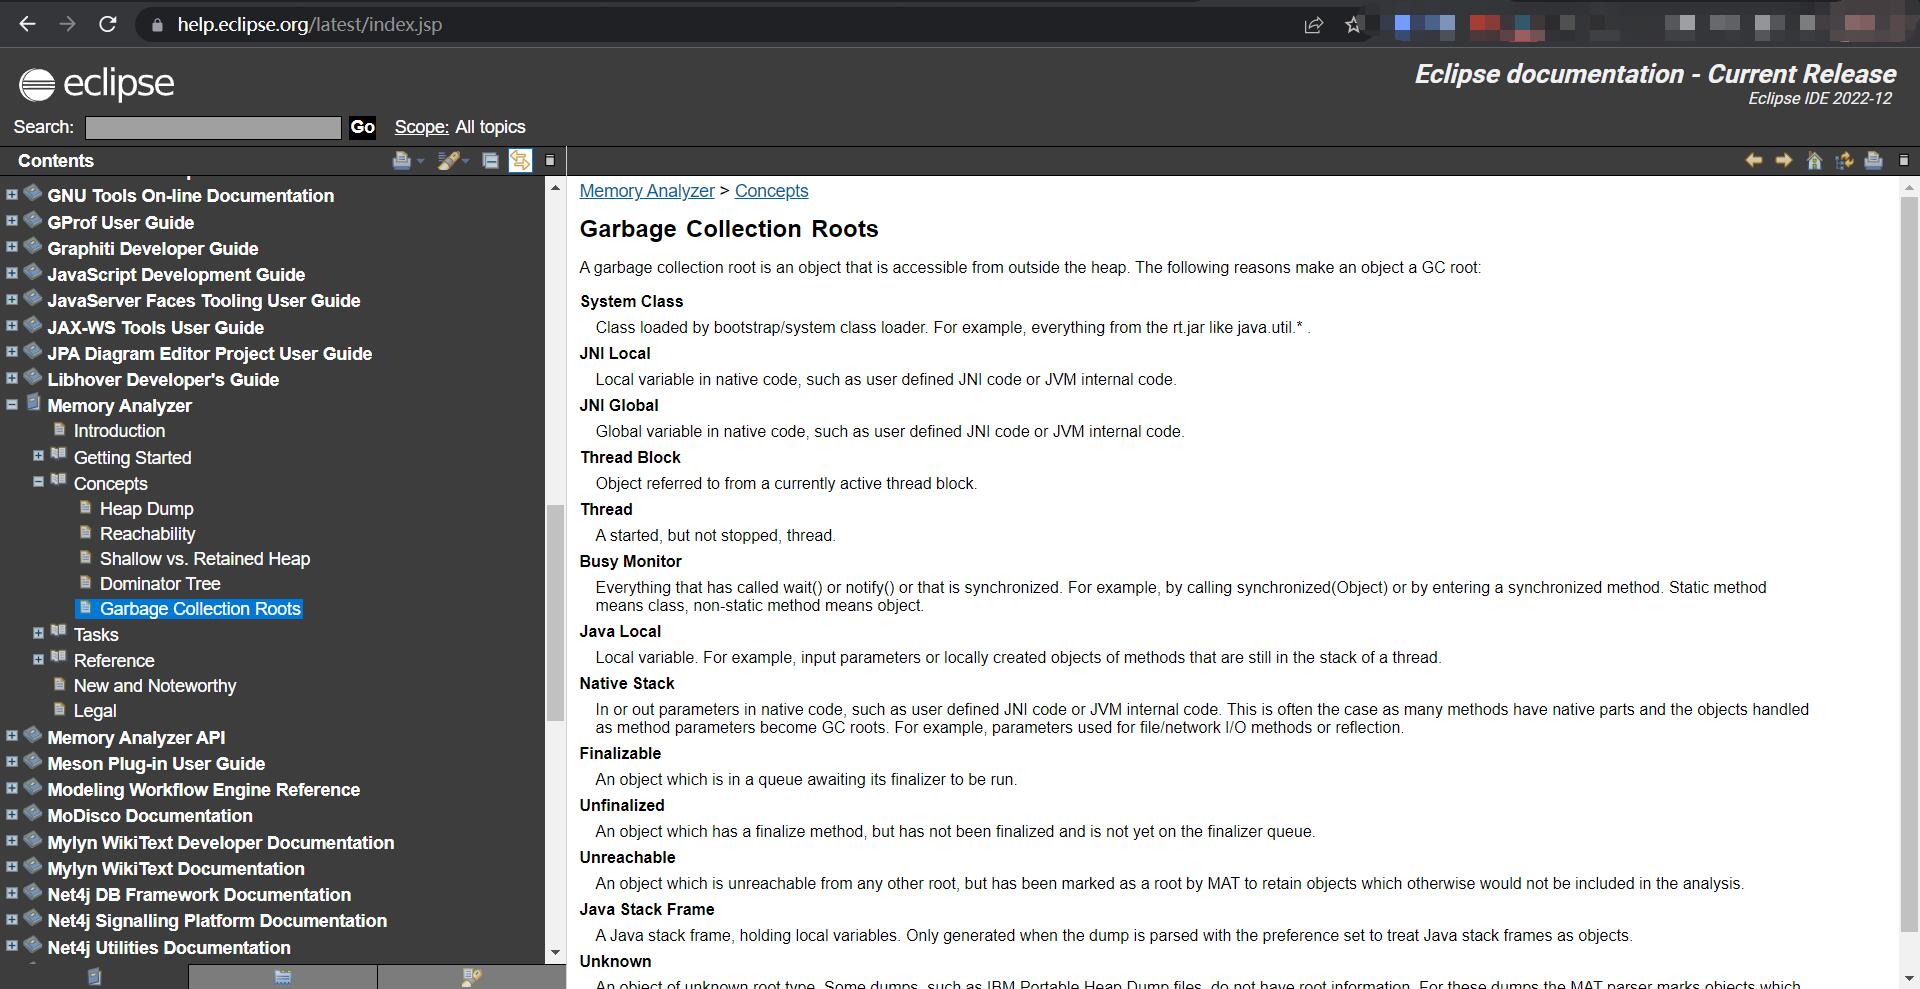 help.eclipse.org/latest/index.jsp
eclipse
Eclipse documentation - Current Release
Eclipse IDE 2022-12
Search:
Go
Scope: All topics
Contents
GNU Tools On-line Documentation
GProf User Guide
Graphiti Developer Guide
JavaScript Development Guide
JavaServer Faces Tooling User Guide
JAX-WS Tools User Guide
JPA Diagram Editor Project User Guide
Libhover Developer's Guide
Memory Analyzer
Introduction
Getting Started
Concepts
Heap Dump
Reachability
Shallow vs. Retained Heap
Dominator Tree
Garbage Collection Roots
Tasks
Reference
New and Noteworthy
Legal
Memory Analyzer API
Meson Plug-in User Guide
Modeling Workflow Engine Reference
MoDisco Documentation
Mylyn WikiText Developer Documentation
Mylyn WikiText Documentation
Net4j DB Framework Documentation
Net4j Signalling Platform Documentation
Net4j Utilities Documentation
Memory Analyzer > Concepts
Garbage Collection Roots
A garbage collection root is an object that is accessible from outside the heap. The following reasons make an object a GC root:
System Class
Class loaded by bootstrap/system class loader. For example, everything from the rt.jar like java.util.* .
JNI Local
Local variable in native code, such as user defined JNI code or JVM internal code.
JNI Global
Global variable in native code, such as user defined JNI code or JVM internal code.
Thread Block
Object referred to from a currently active thread block.
Thread
A started, but not stopped, thread.
Busy Monitor
Everything that has called wait() or notify() or that is synchronized. For example, by calling synchronized(Object) or by entering a synchronized method. Static method
means class, non-static method means object.
Java Local
Local variable. For example, input parameters or locally created objects of methods that are still in the stack of a thread.
Native Stack
In or out parameters in native code, such as user defined JNI code or JVM internal code. This is often the case as many methods have native parts and the objects handled
as method parameters become GC roots. For example, parameters used for file/network I/O methods or reflection.
Finalizable
An object which is in a queue awaiting its finalizer to be run.
Unfinalized
An object which has a finalize method, but has not been finalized and is not yet on the finalizer queue.
Unreachable
An object which is unreachable from any other root, but has been marked as a root by MAT to retain objects which otherwise would not be included in the analysis.
Java Stack Frame
A Java stack frame, holding local variables. Only generated when the dump is parsed with the preference set to treat Java stack frames as objects.
Unknown
An object of unknown root type. Some dumps, such as IBM Portable Heap Dump files, do not have root information. For these dumps the MAT parser marks objects which